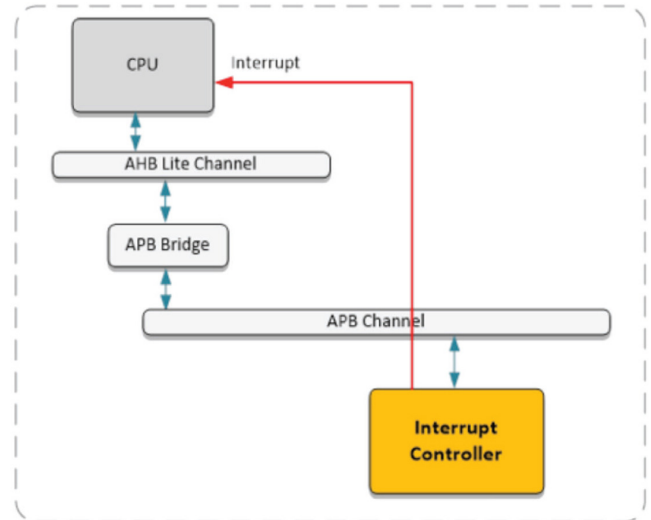 CPU
Interrupt
AHB Lite Channel
APB Bridge
APB Channel
Interrupt
Controller